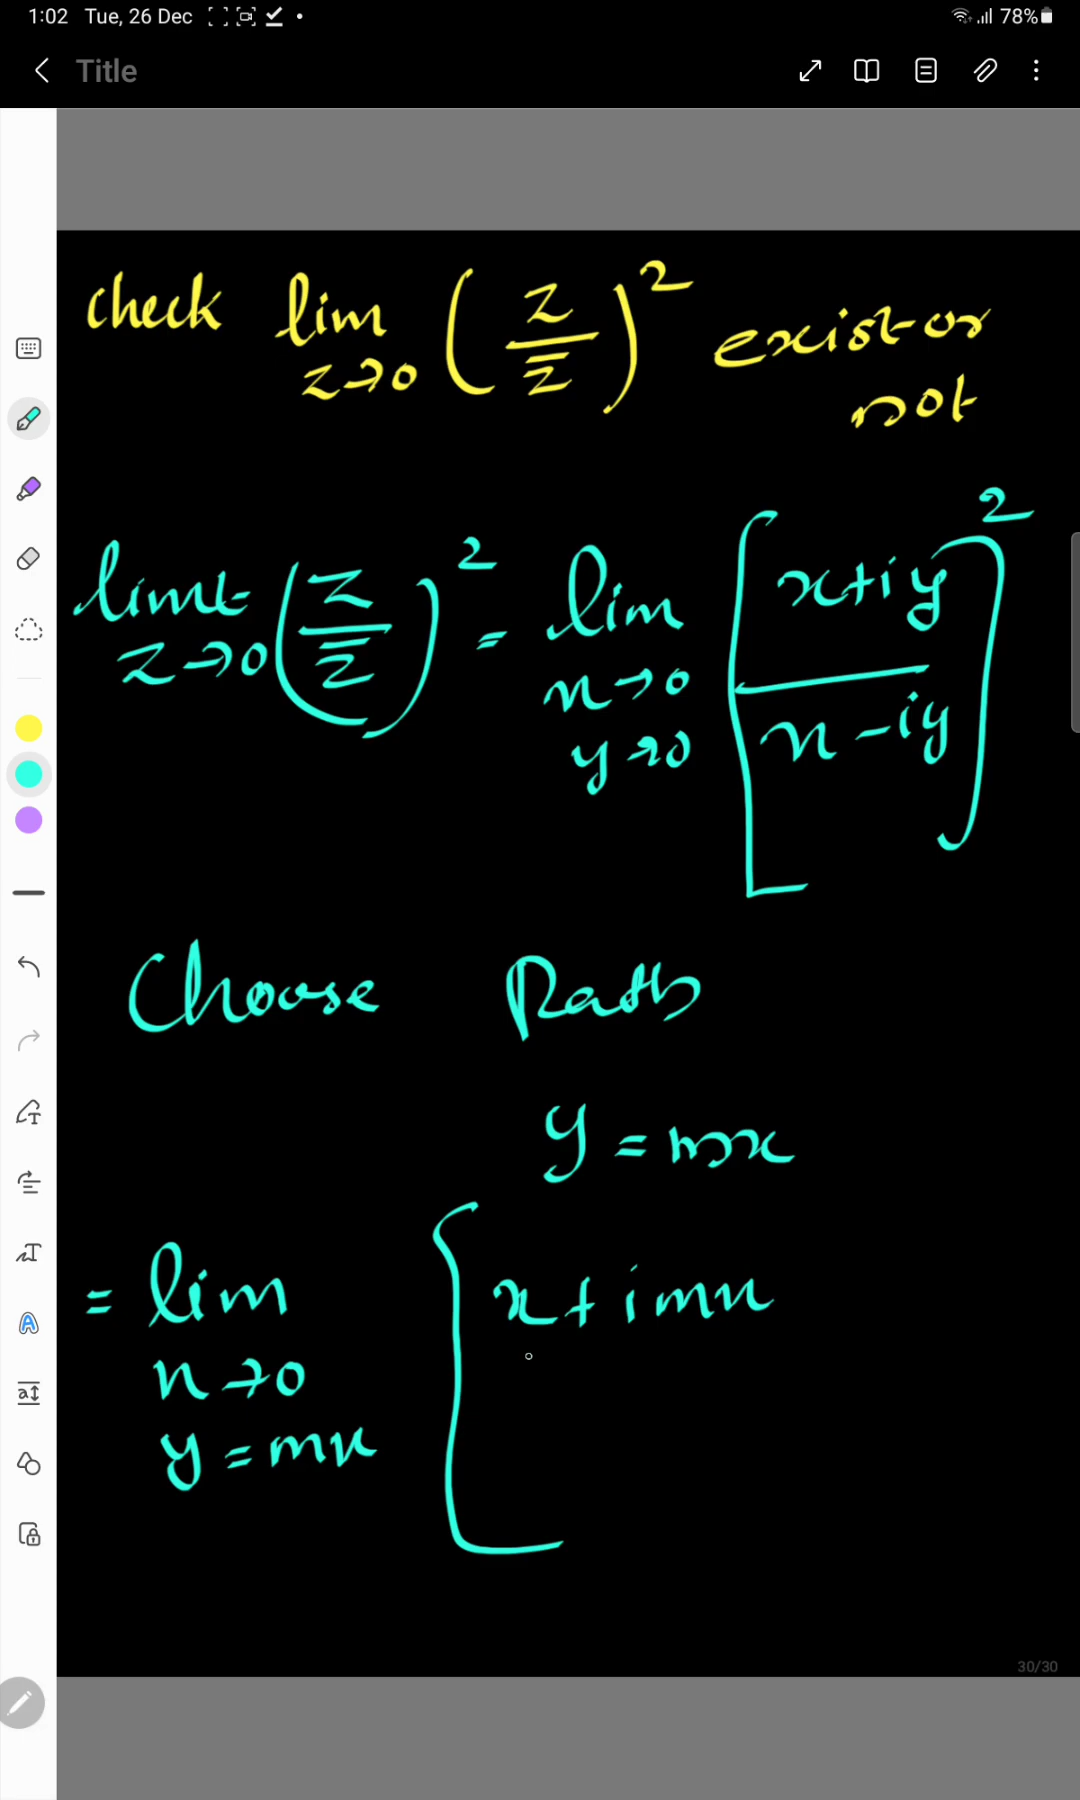 1:02 Tue, 26 Dec
78%
Title
check lim z→0 (z/z̅)² exist or
not
limt z→0 (z/z̅)² = lim x→0 y→0 [x+iy / x-iy]²
Choose Path
y = mx
= lim x→0 y=mx [x+imx
30/30